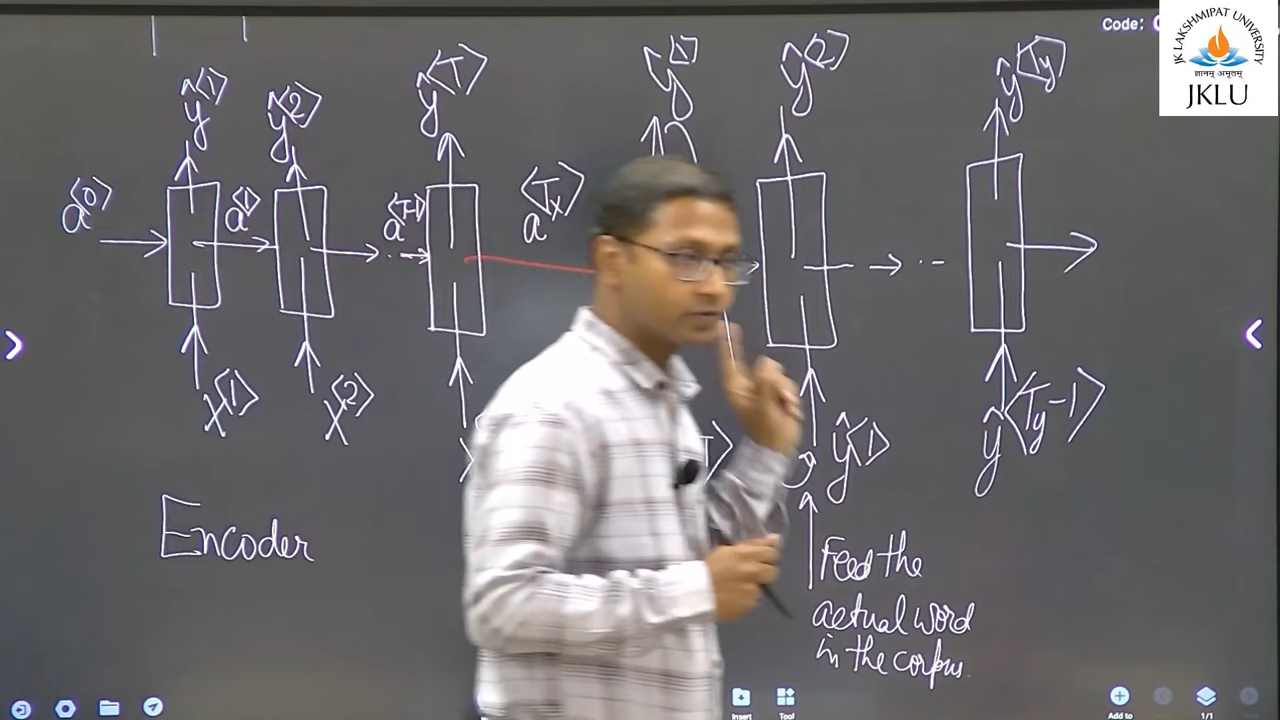 Code:
JK LAKSHMIPAT UNIVERSITY
ज्ञानम् अमृतम्
JKLU
ŷ<1> ŷ<2> ŷ<T> ŷ<1> ŷ<2> ŷ<Ty>
a<0> a<1> a<T-1> a<Tx>
x<1> x<2> ŷ<1> ŷ<Ty-1>
Encoder
Feed the
actual word
in the corpus.
Insert Tool Add to 1/1